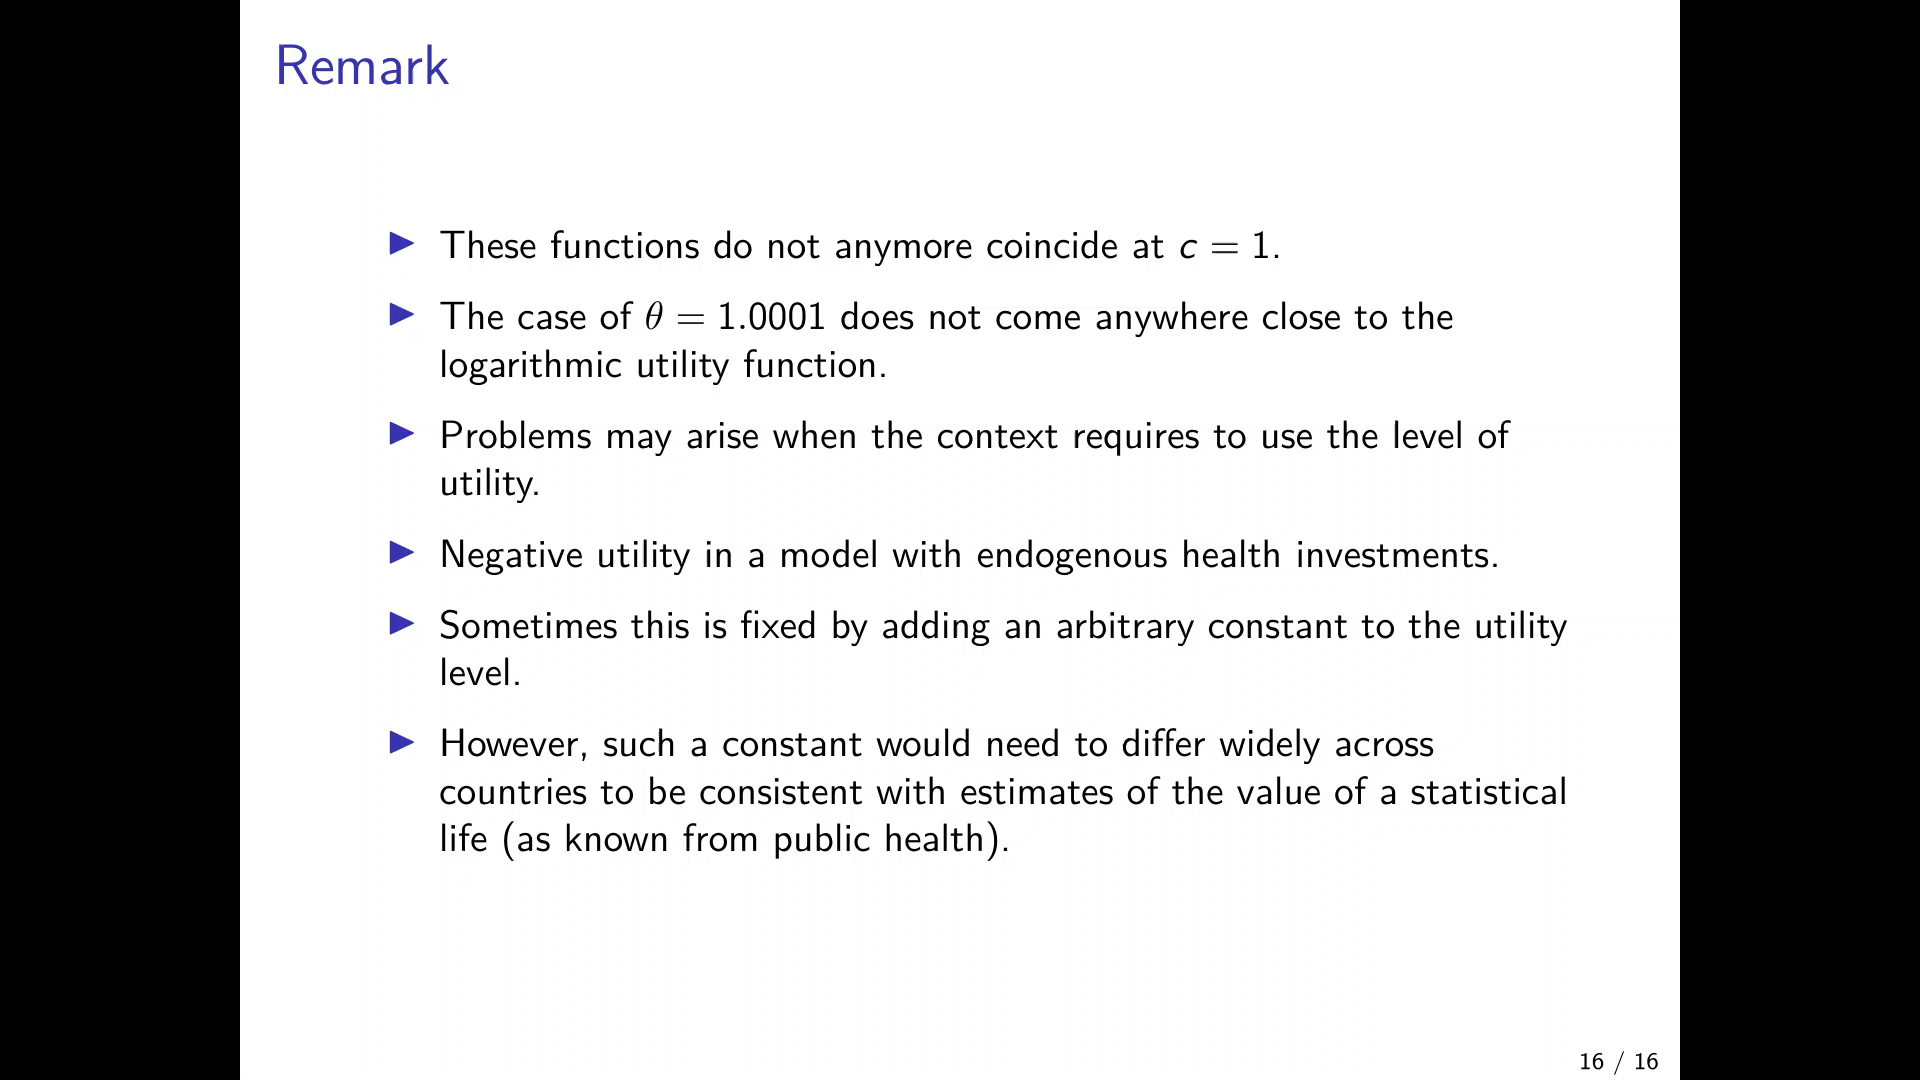 Remark
▶ These functions do not anymore coincide at c = 1.
▶ The case of θ = 1.0001 does not come anywhere close to the
logarithmic utility function.
▶ Problems may arise when the context requires to use the level of
utility.
▶ Negative utility in a model with endogenous health investments.
▶ Sometimes this is fixed by adding an arbitrary constant to the utility
level.
▶ However, such a constant would need to differ widely across
countries to be consistent with estimates of the value of a statistical
life (as known from public health).
16 / 16